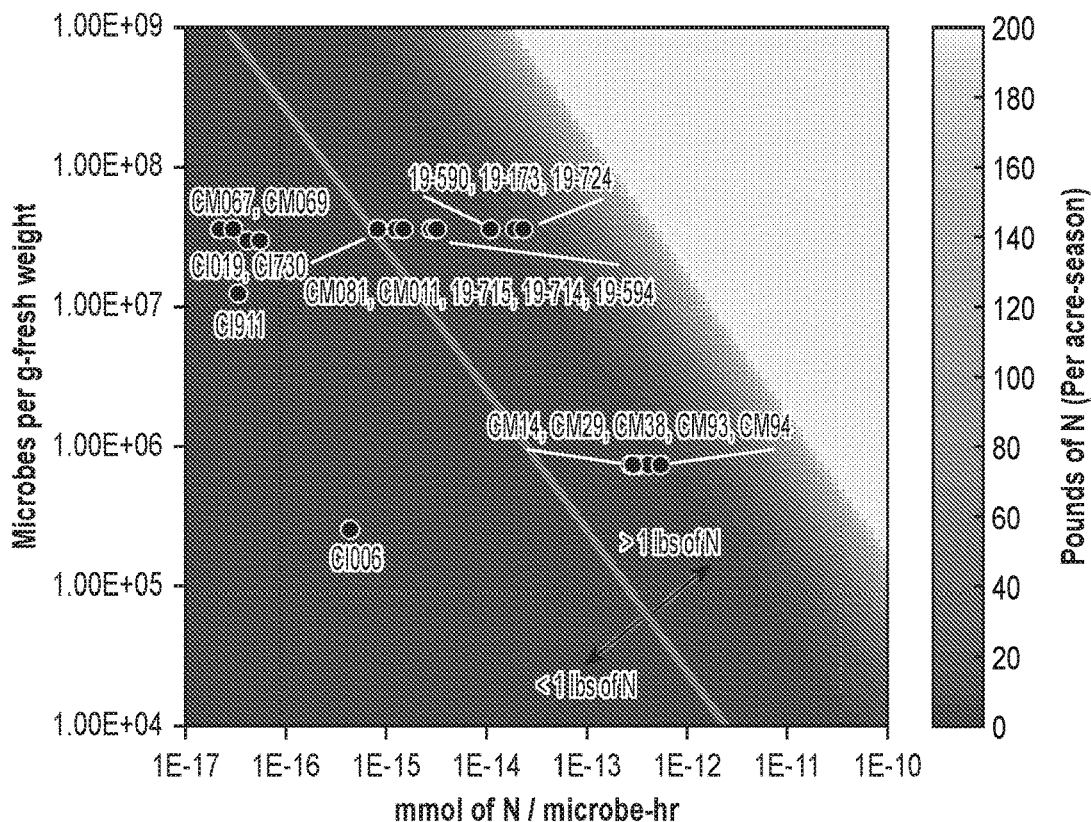 1.00E+09
1.00E+08
1.00E+07
1.00E+06
1.00E+05
1.00E+04
Microbes per g-fresh weight
CM067, CM069
CI019, CI730
CI911
19-590, 19-173, 19-724
CM081, CM011, 19-715, 19-714, 19-594
CM14, CM29, CM38, CM93, CM94
CI006
> 1 lbs of N
< 1 lbs of N
1E-17 1E-16 1E-15 1E-14 1E-13 1E-12 1E-11 1E-10
mmol of N / microbe-hr
200
180
160
140
120
100
80
60
40
20
0
Pounds of N (Per acre-season)